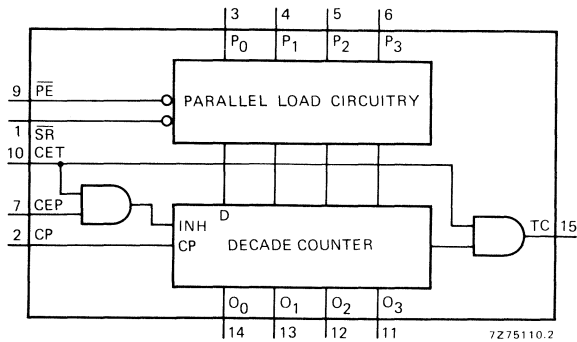 3 4 5 6
P0 P1 P2 P3
9 PE
PARALLEL LOAD CIRCUITRY
1 SR
10 CET
7 CEP
D
INH
2 CP
CP
DECADE COUNTER
TC 15
O0 O1 O2 O3
14 13 12 11
7Z75110.2